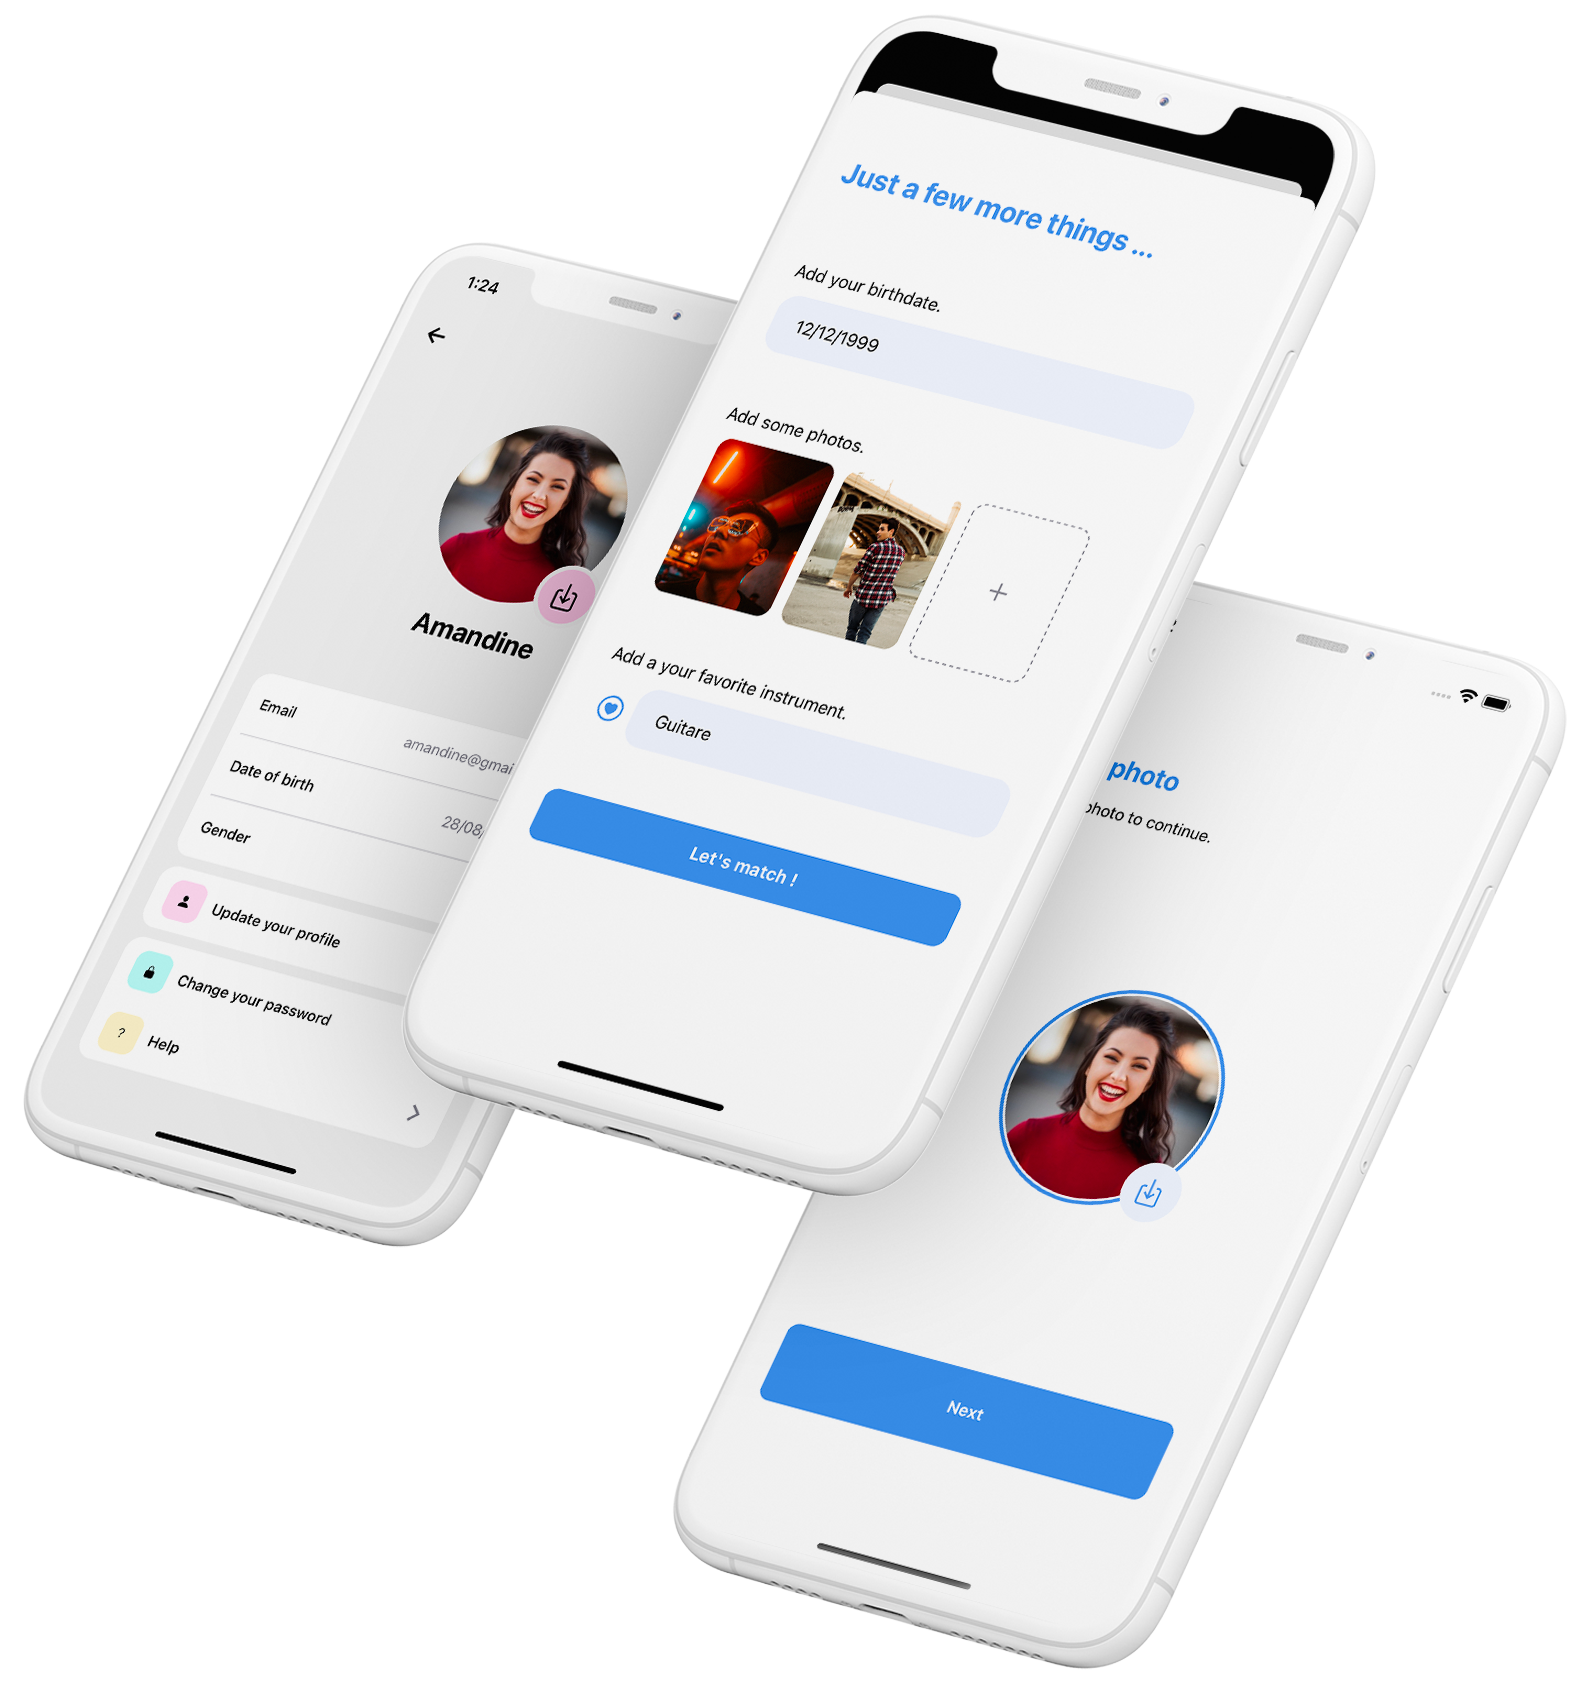 1:24
Amandine
Email
amandine@gmai
Date of birth
28/08/
Gender
Update your profile
Change your password
?
Help
Just a few more things ...
Add your birthdate.
12/12/1999
Add some photos.
+
Add a your favorite instrument.
Guitare
Let's match !
photo
photo to continue.
Next